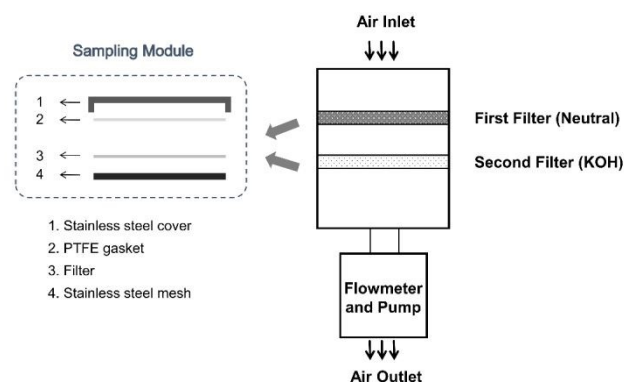 Sampling Module
1
2
3
4
1. Stainless steel cover
2. PTFE gasket
3. Filter
4. Stainless steel mesh
Air Inlet
First Filter (Neutral)
Second Filter (KOH)
Flowmeter
and Pump
Air Outlet